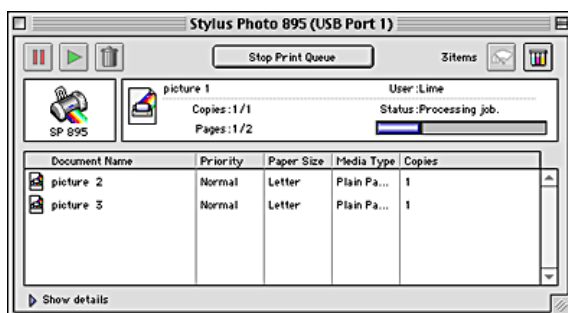 Stylus Photo 895 (USB Port 1)
Stop Print Queue
3items
picture 1
User :Lime
Copies :1/1
Status :Processing job.
Pages :1/2
SP 895
Document Name Priority Paper Size Media Type Copies
picture 2 Normal Letter Plain Pa... 1
picture 3 Normal Letter Plain Pa... 1
Show details